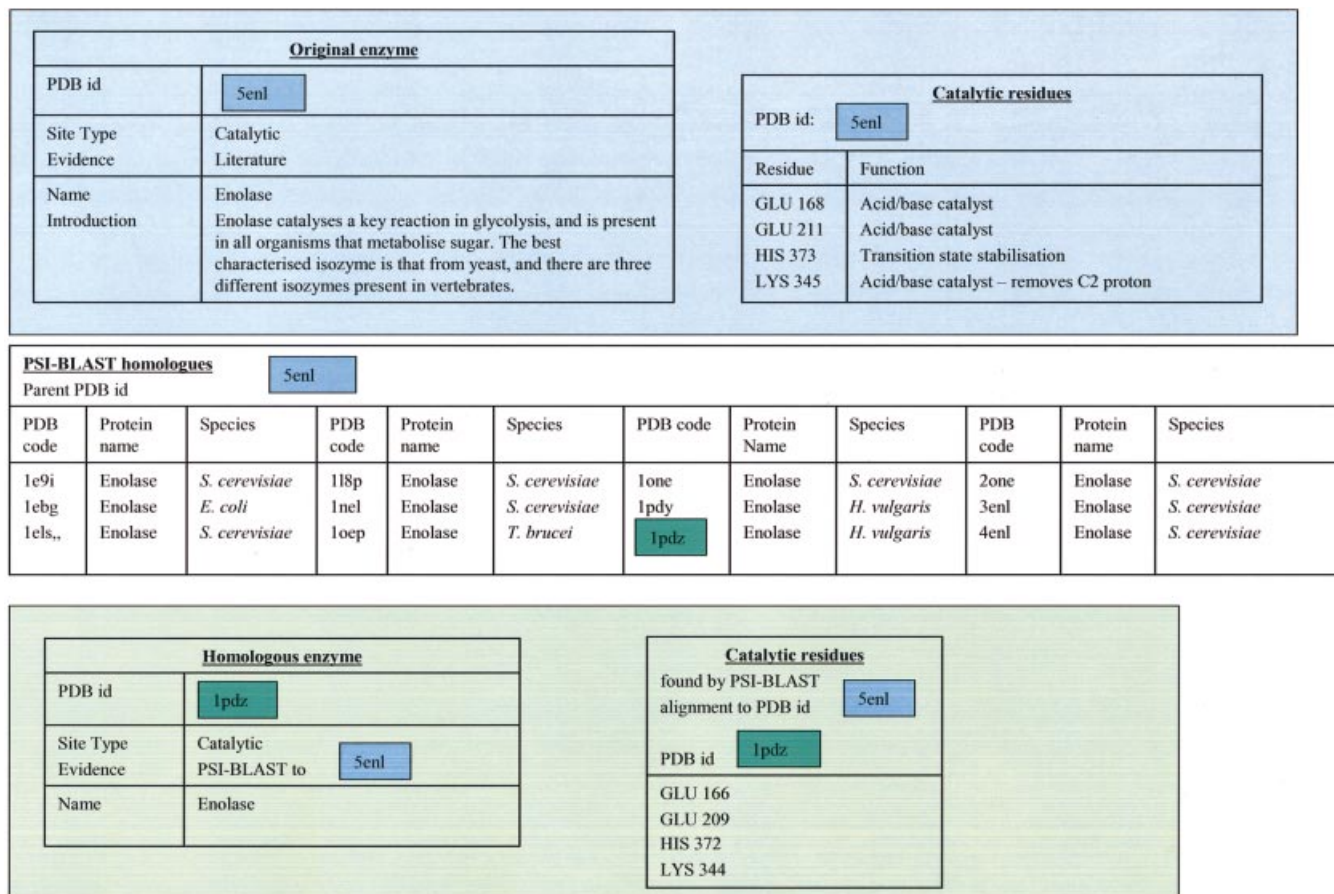 Original enzyme
PDB id 5enl
Site Type Catalytic
Evidence Literature
Name Enolase
Introduction Enolase catalyses a key reaction in glycolysis, and is present
in all organisms that metabolise sugar. The best
characterised isozyme is that from yeast, and there are three
different isozymes present in vertebrates.
Catalytic residues
PDB id: 5enl
Residue Function
GLU 168 Acid/base catalyst
GLU 211 Acid/base catalyst
HIS 373 Transition state stabilisation
LYS 345 Acid/base catalyst – removes C2 proton
PSI-BLAST homologues 5enl
Parent PDB id
PDB Protein Species PDB Protein Species PDB code Protein Species PDB Protein Species
code name code name Name code name
1e9i Enolase S. cerevisiae 1l8p Enolase S. cerevisiae 1one Enolase S. cerevisiae 2one Enolase S. cerevisiae
1ebg Enolase E. coli 1nel Enolase S. cerevisiae 1pdy Enolase H. vulgaris 3enl Enolase S. cerevisiae
1els,, Enolase S. cerevisiae 1oep Enolase T. brucei 1pdz Enolase H. vulgaris 4enl Enolase S. cerevisiae
Homologous enzyme
PDB id 1pdz
Site Type Catalytic
Evidence PSI-BLAST to 5enl
Name Enolase
Catalytic residues
found by PSI-BLAST
alignment to PDB id 5enl
PDB id 1pdz
GLU 166
GLU 209
HIS 372
LYS 344